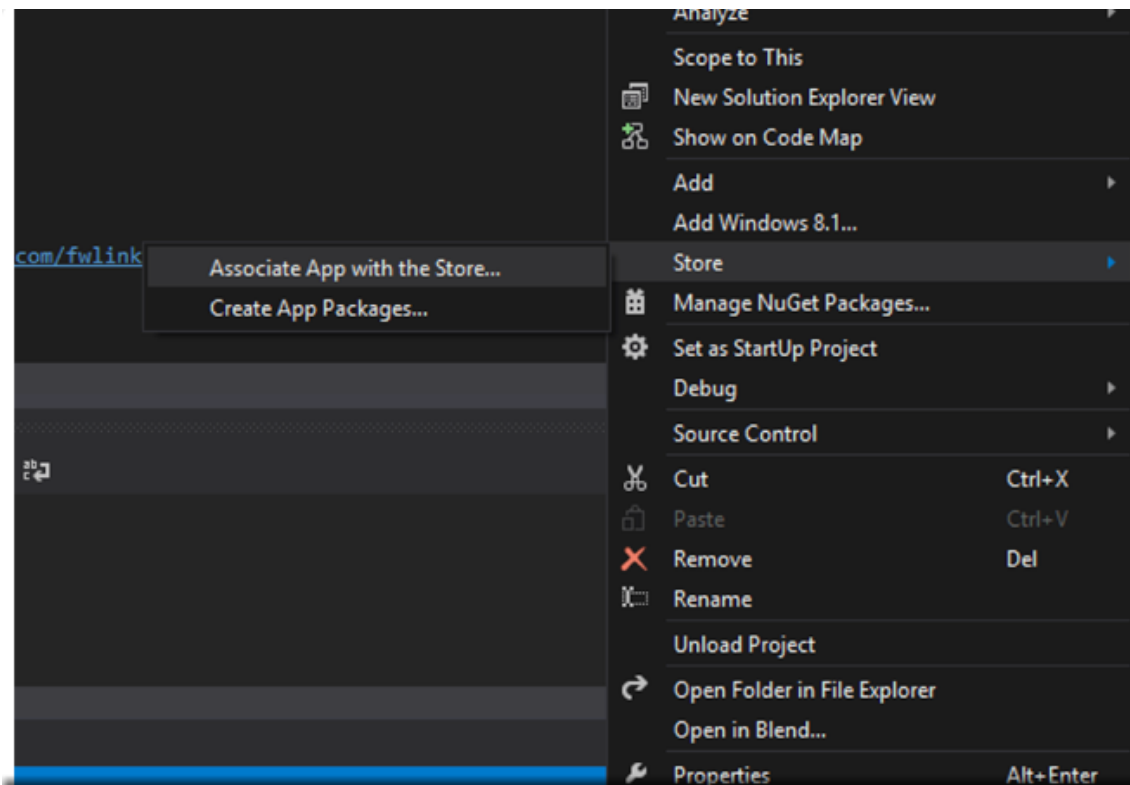 Analyze
Scope to This
New Solution Explorer View
Show on Code Map
Add
Add Windows 8.1...
com/fwlink
Store
Associate App with the Store...
Create App Packages...
Manage NuGet Packages...
Set as StartUp Project
Debug
Source Control
Cut Ctrl+X
Paste Ctrl+V
Remove Del
Rename
Unload Project
Open Folder in File Explorer
Open in Blend...
Properties Alt+Enter